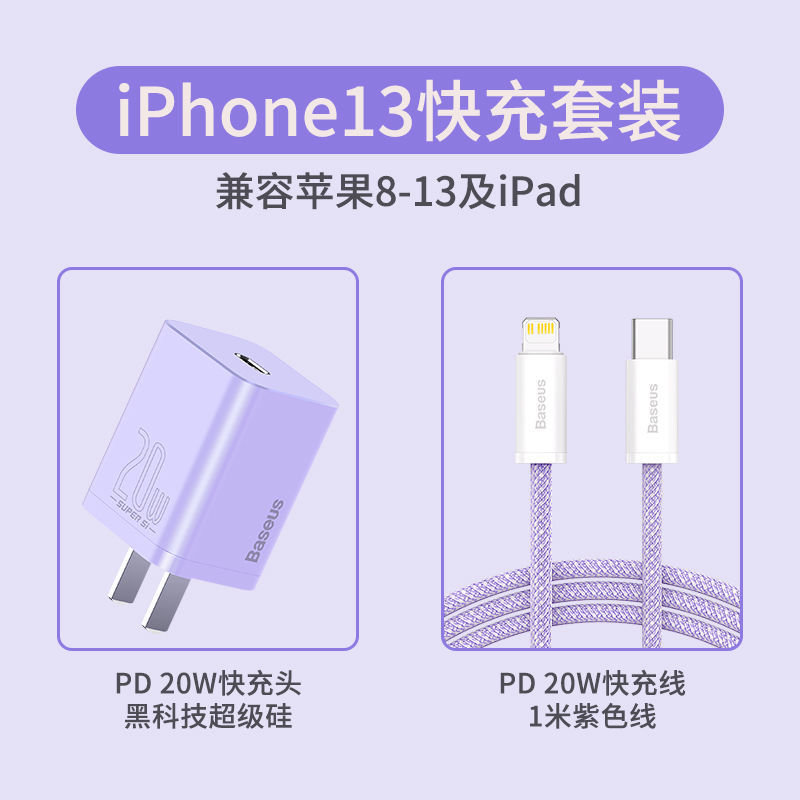 iPhone13快充套装
兼容苹果8-13及iPad
20W
SUPER SI
Baseus
Baseus
Baseus
PD 20W快充头
黑科技超级硅
PD 20W快充线
1米紫色线